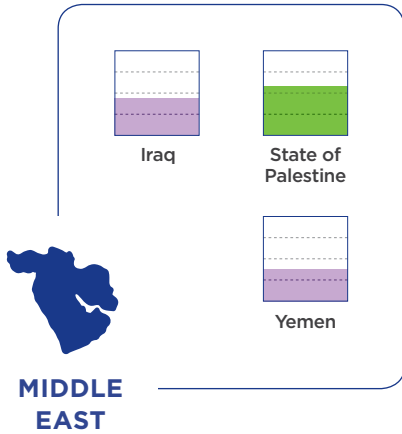 Iraq
State of
Palestine
Yemen
MIDDLE
EAST